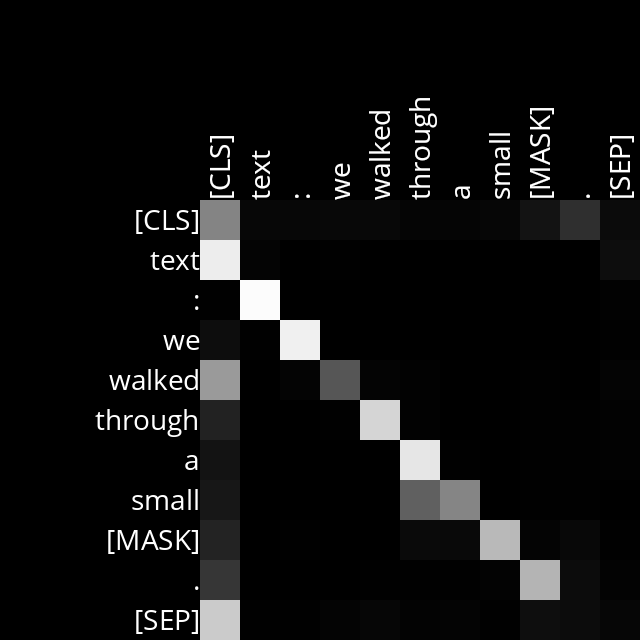 [CLS] text : we walked through a small [MASK] . [SEP]
[CLS]
text
:
we
walked
through
a
small
[MASK]
.
[SEP]